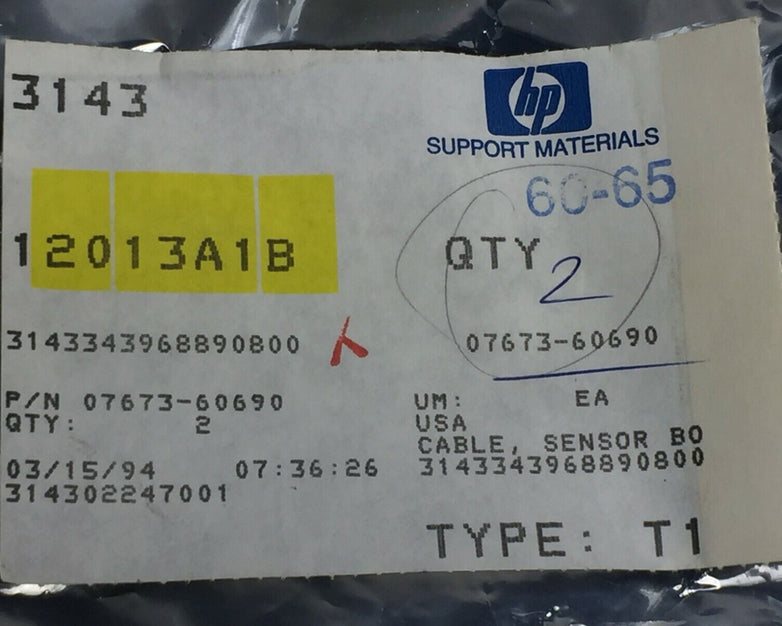 3143
hp
SUPPORT MATERIALS
60-65
12013A1B
QTY 2
3143343968890800
07673-60690
P/N 07673-60690
QTY: 2
UM: EA
USA
CABLE, SENSOR BO
3143343968890800
03/15/94 07:36:26
314302247001
TYPE: T1